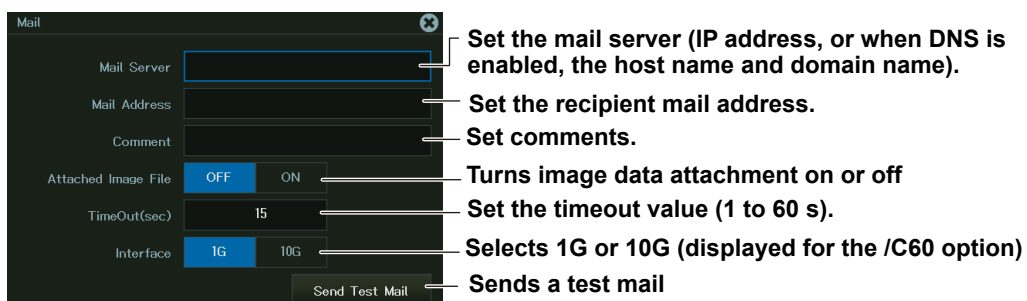 Mail
Mail Server
Set the mail server (IP address, or when DNS is
enabled, the host name and domain name).
Mail Address
Set the recipient mail address.
Comment
Set comments.
Attached Image File OFF ON
Turns image data attachment on or off
TimeOut(sec) 15
Set the timeout value (1 to 60 s).
Interface 1G 10G
Selects 1G or 10G (displayed for the /C60 option)
Send Test Mail
Sends a test mail